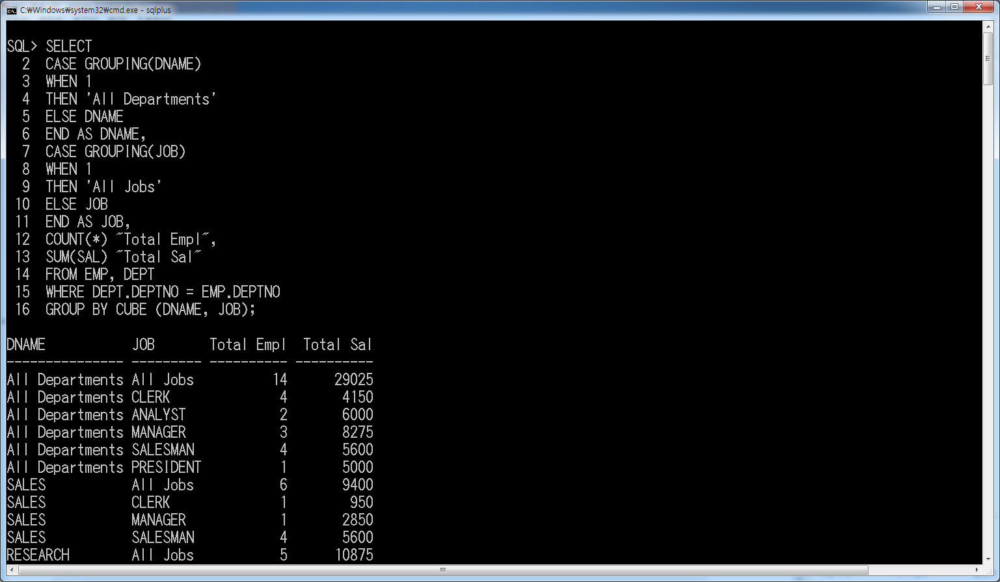 C:₩Windows₩system32₩cmd.exe - sqlplus
SQL> SELECT
2 CASE GROUPING(DNAME)
3 WHEN 1
4 THEN 'All Departments'
5 ELSE DNAME
6 END AS DNAME,
7 CASE GROUPING(JOB)
8 WHEN 1
9 THEN 'All Jobs'
10 ELSE JOB
11 END AS JOB,
12 COUNT(*) "Total Empl",
13 SUM(SAL) "Total Sal"
14 FROM EMP, DEPT
15 WHERE DEPT.DEPTNO = EMP.DEPTNO
16 GROUP BY CUBE (DNAME, JOB);
DNAME JOB Total Empl Total Sal
--------------- --------- ---------- ----------
All Departments All Jobs 14 29025
All Departments CLERK 4 4150
All Departments ANALYST 2 6000
All Departments MANAGER 3 8275
All Departments SALESMAN 4 5600
All Departments PRESIDENT 1 5000
SALES All Jobs 6 9400
SALES CLERK 1 950
SALES MANAGER 1 2850
SALES SALESMAN 4 5600
RESEARCH All Jobs 5 10875